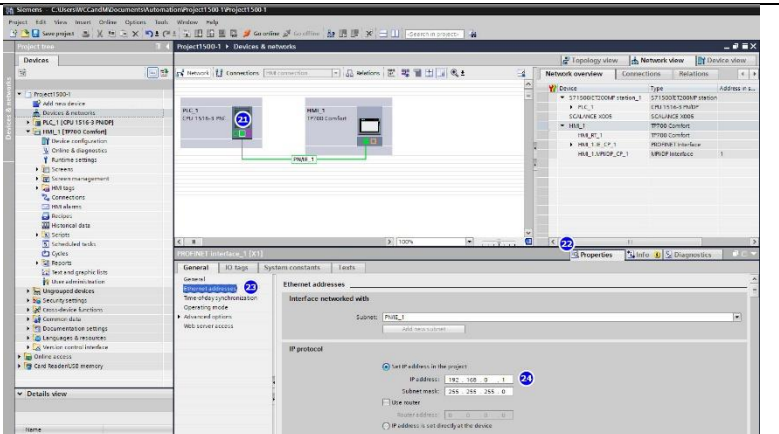 Siemens - C:\Users\WCCandM\Documents\Automation\Project1500-1\Project1500-1
Project Edit View Insert Online Options Tools Window Help
Save project Go online Go offline <Search in project>
Project tree
Project1500-1 ▸ Devices & networks
Devices
Topology view Network view Device view
Network Connections HMI connection Relations
Network overview Connections Relations
Devices & networks
Project1500-1
Add new device
Devices & networks
PLC_1 [CPU 1516-3 PN/DP]
HMI_1 [TP700 Comfort]
Device configuration
Online & diagnostics
Runtime settings
Screens
Screen management
HMI tags
Connections
HMI alarms
Recipes
Historical data
Scripts
Scheduled tasks
Cycles
Reports
Text and graphic lists
User administration
Ungrouped devices
Security settings
Cross-device functions
Common data
Documentation settings
Languages & resources
Version control interface
Online access
Card Reader/USB memory
Details view
Name
PLC_1
CPU 1516-3 PN/
21
HMI_1
TP700 Comfort
PN/IE_1
100%
Device Type Address in s...
S71500/ET200MP station_1 S71500/ET200MP station
PLC_1 CPU 1516-3 PN/DP
SCALANCE X005 SCALANCE X005
HMI_1 TP700 Comfort
HMI_RT_1 TP700 Comfort
HMI_1.IE_CP_1 PROFINET Interface
HMI_1.MPI/DP_CP_1 MPI/DP Interface 1
22
PROFINET interface_1 [X1]
Properties Info Diagnostics
General IO tags System constants Texts
General
Ethernet addresses
23
Time-of-day synchronization
Operating mode
Advanced options
Web server access
Ethernet addresses
Interface networked with
Subnet: PN/IE_1
Add new subnet
IP protocol
Set IP address in the project
IP address: 192 . 168 . 0 . 1
24
Subnet mask: 255 . 255 . 255 . 0
Use router
Router address: 0 . 0 . 0 . 0
IP address is set directly at the device